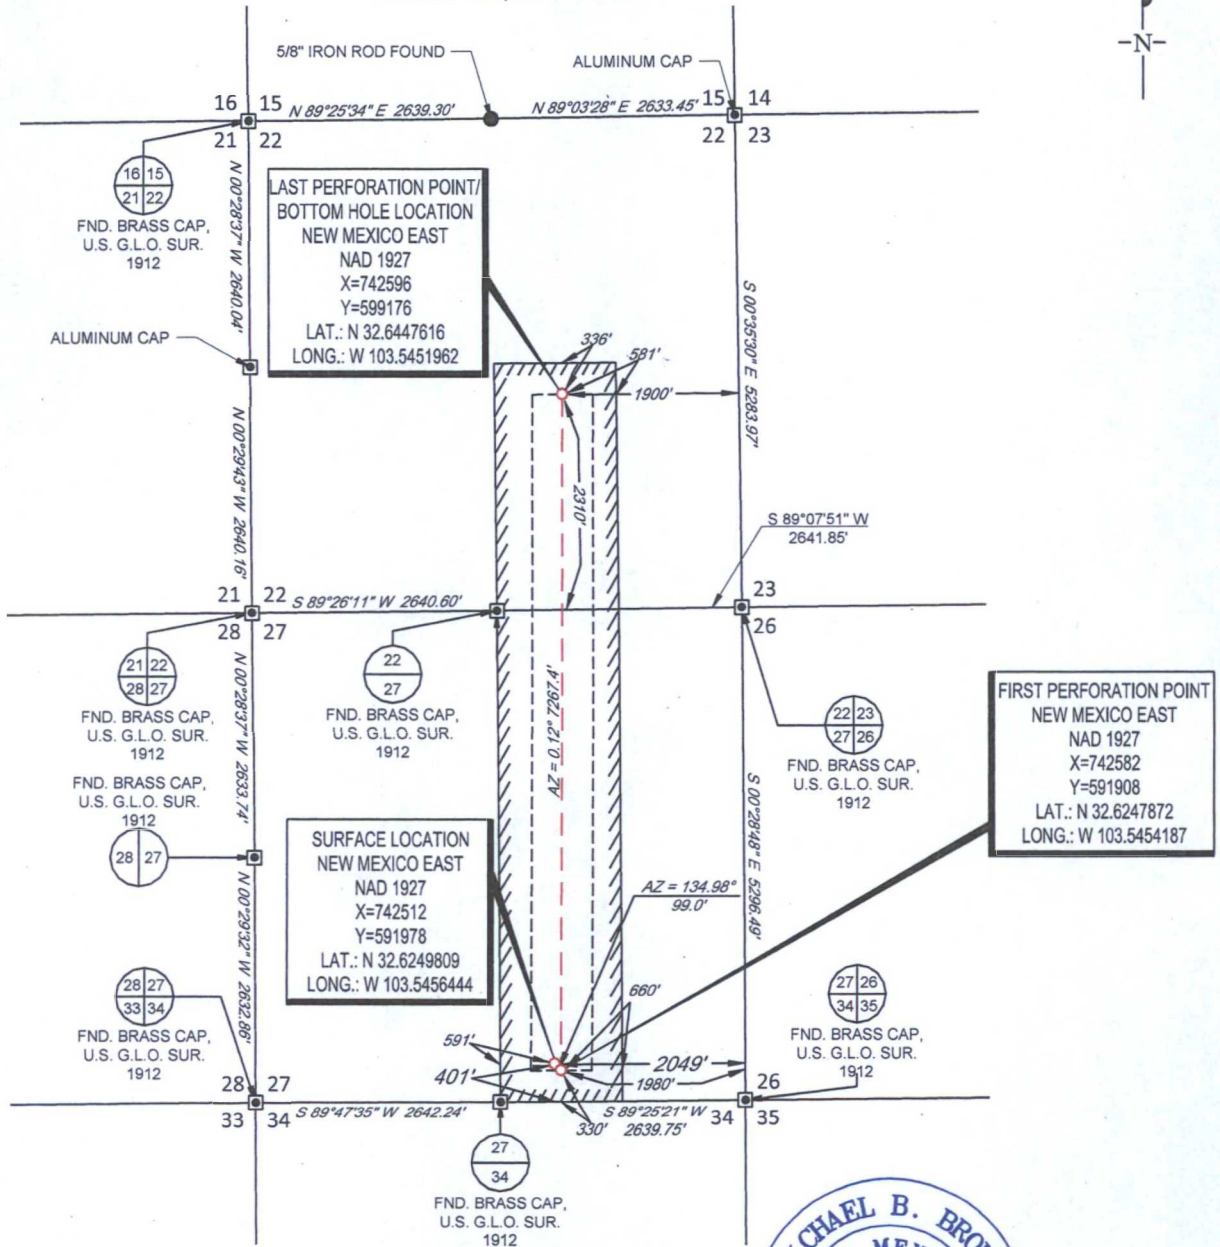 -N-
5/8" IRON ROD FOUND
ALUMINUM CAP
16 15
N 89°25'34" E 2639.30'
N 89°03'28" E 2633.45'
15 14
21 22
22 23
16 15
21 22
FND. BRASS CAP,
U.S. G.L.O. SUR.
1912
N 00°28'37" W 2640.04'
LAST PERFORATION POINT/
BOTTOM HOLE LOCATION
NEW MEXICO EAST
NAD 1927
X=742596
Y=599176
LAT.: N 32.6447616
LONG.: W 103.5451962
S 00°35'30" E 5283.97'
ALUMINUM CAP
336'
581'
1900'
N 00°29'43" W 2640.16'
2310'
S 89°07'51" W
2641.85'
21 22
S 89°26'11" W 2640.60'
23
28 27
26
21 22
28 27
FND. BRASS CAP,
U.S. G.L.O. SUR.
1912
22
27
FND. BRASS CAP,
U.S. G.L.O. SUR.
1912
22 23
27 26
FND. BRASS CAP,
U.S. G.L.O. SUR.
1912
N 00°28'37" W 2633.74'
AZ = 0.12° 7267.4'
S 00°28'48" E 5296.49'
FIRST PERFORATION POINT
NEW MEXICO EAST
NAD 1927
X=742582
Y=591908
LAT.: N 32.6247872
LONG.: W 103.5454187
FND. BRASS CAP,
U.S. G.L.O. SUR.
1912
28 27
SURFACE LOCATION
NEW MEXICO EAST
NAD 1927
X=742512
Y=591978
LAT.: N 32.6249809
LONG.: W 103.5456444
AZ = 134.98°
99.0'
N 00°29'32" W 2632.86'
28 27
33 34
FND. BRASS CAP,
U.S. G.L.O. SUR.
1912
660'
27 26
34 35
FND. BRASS CAP,
U.S. G.L.O. SUR.
1912
591'
2049'
401'
1980'
28 27
26
33 34
S 89°47'35" W 2642.24'
330'
S 89°25'21" W
2639.75'
34 35
27
34
FND. BRASS CAP,
U.S. G.L.O. SUR.
1912
CHAEL B. BRO
MEX